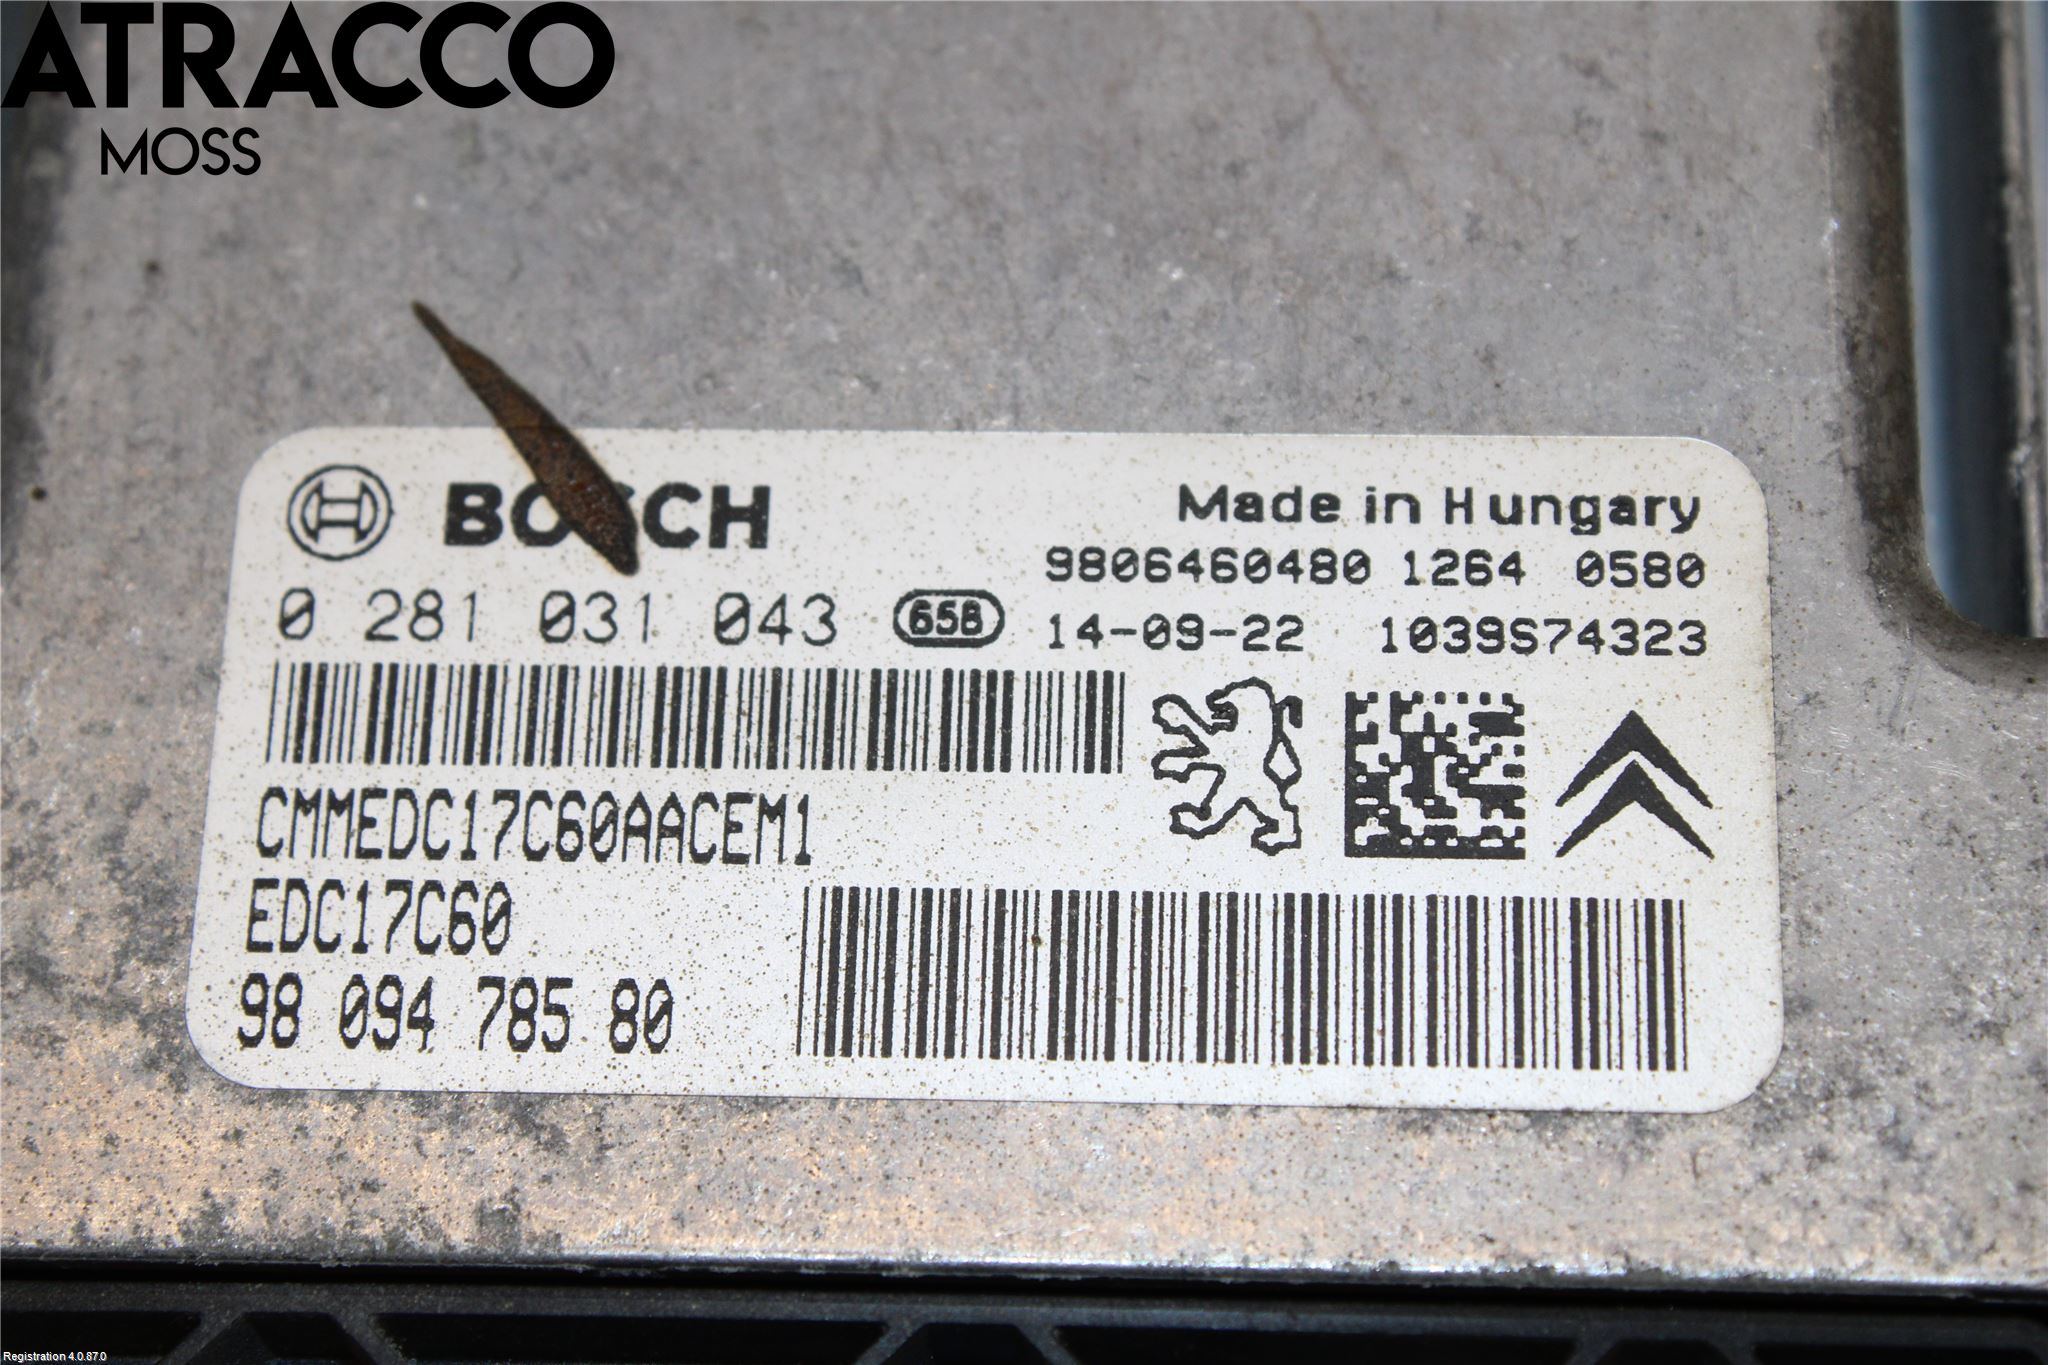 ATRACCO
MOSS
BOSCH
Made in Hungary
9806460480 1264 0580
0 281 031 043 65B
14-09-22 1039S74323
CMMEDC17C60AACEM1
EDC17C60
98 094 785 80
Registration 4.0.87.0